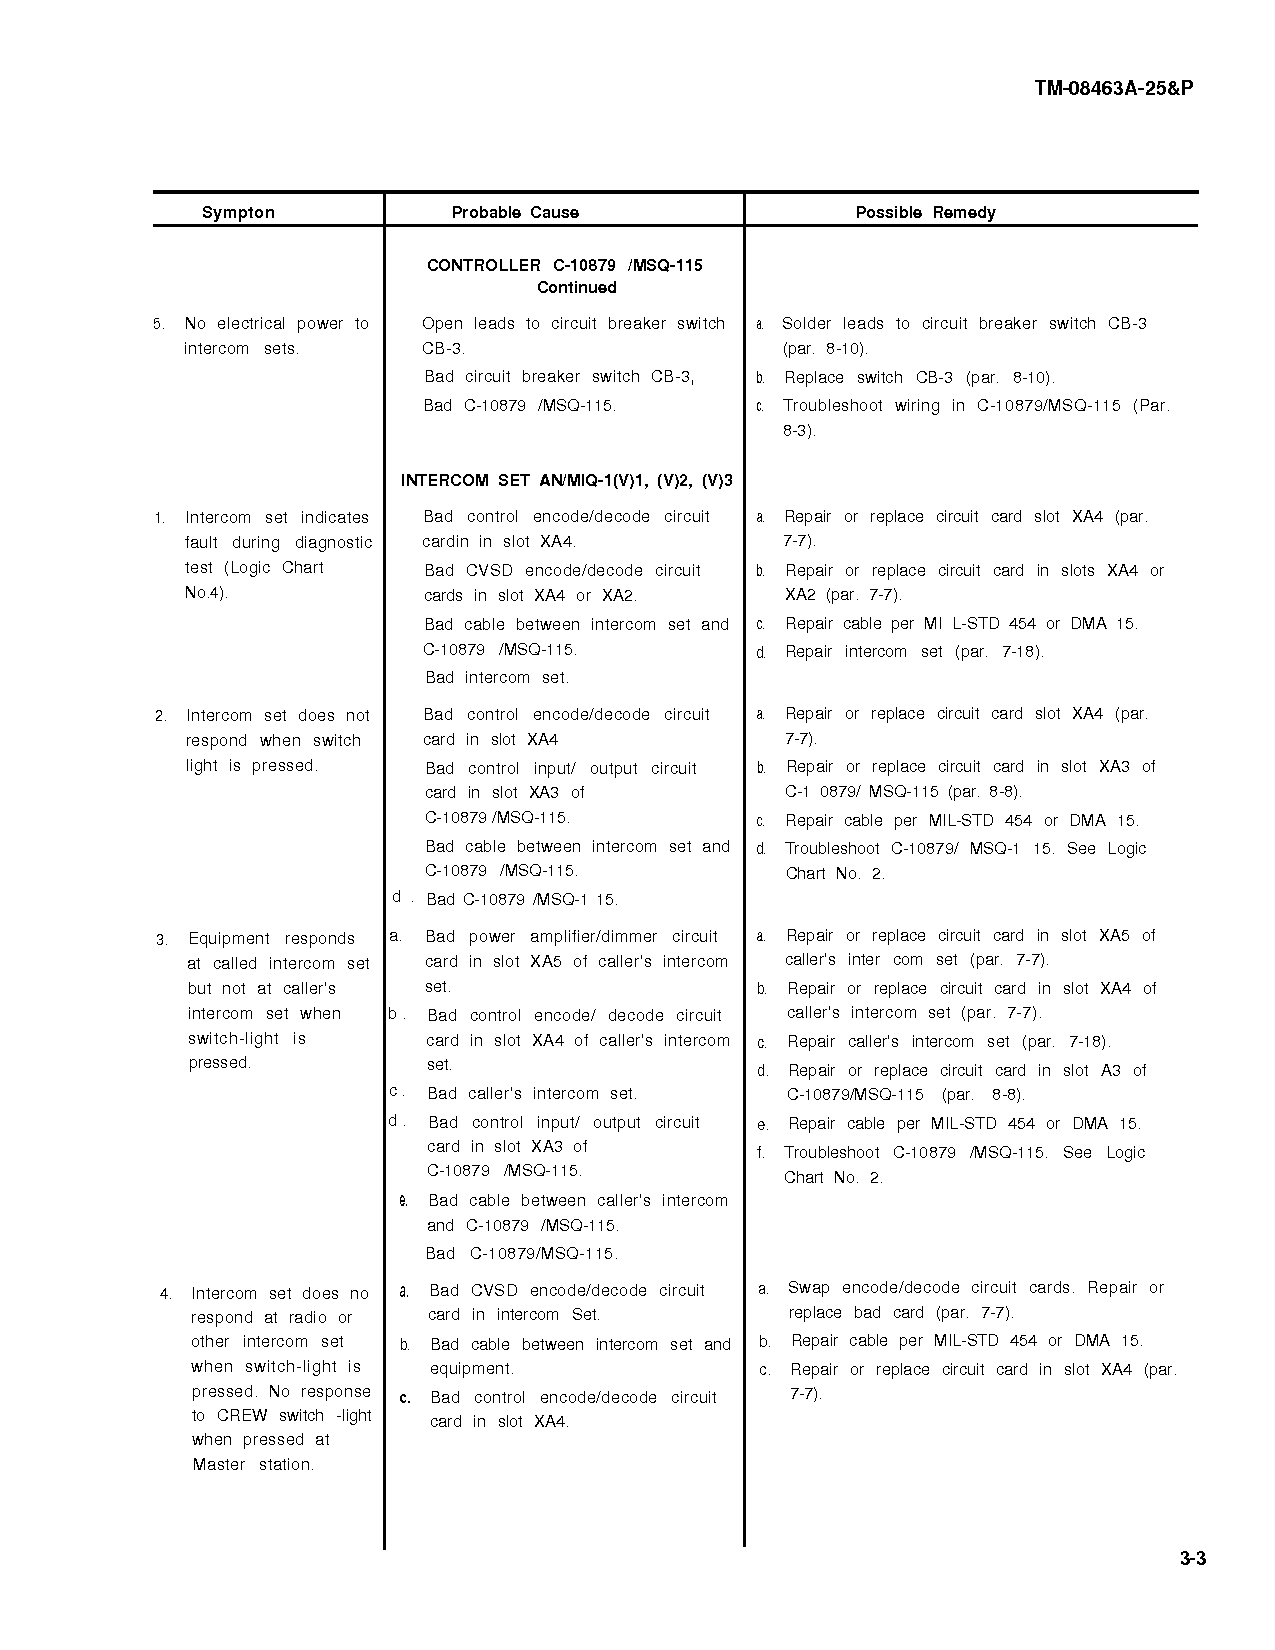 TM-08463A-25&P
Sympton Probable Cause Possible Remedy
CONTROLLER C-10879 /MSQ-115
Continued
5. No electrical power to
intercom sets.
Open leads to circuit breaker switch
CB-3.
Bad circuit breaker switch CB-3,
Bad C-10879 /MSQ-115.
a. Solder leads to circuit breaker switch CB-3
(par. 8-10).
b. Replace switch CB-3 (par. 8-10).
c. Troubleshoot wiring in C-10879/MSQ-115 (Par.
8-3).
INTERCOM SET AN/MIQ-1(V)1, (V)2, (V)3
1. Intercom set indicates
fault during diagnostic
test (Logic Chart
No.4).
Bad control encode/decode circuit
cardin in slot XA4.
Bad CVSD encode/decode circuit
cards in slot XA4 or XA2.
Bad cable between intercom set and
C-10879 /MSQ-115.
Bad intercom set.
a. Repair or replace circuit card slot XA4 (par.
7-7).
b. Repair or replace circuit card in slots XA4 or
XA2 (par. 7-7).
c. Repair cable per MI L-STD 454 or DMA 15.
d. Repair intercom set (par. 7-18).
2. Intercom set does not
respond when switch
light is pressed.
Bad control encode/decode circuit
card in slot XA4
Bad control input/ output circuit
card in slot XA3 of
C-10879 /MSQ-115.
Bad cable between intercom set and
C-10879 /MSQ-115.
d . Bad C-10879 /MSQ-1 15.
a. Repair or replace circuit card slot XA4 (par.
7-7).
b. Repair or replace circuit card in slot XA3 of
C-1 0879/ MSQ-115 (par. 8-8).
c. Repair cable per MIL-STD 454 or DMA 15.
d. Troubleshoot C-10879/ MSQ-1 15. See Logic
Chart No. 2.
3. Equipment responds
at called intercom set
but not at caller's
intercom set when
switch-light is
pressed.
a. Bad power amplifier/dimmer circuit
card in slot XA5 of caller's intercom
set.
b. Bad control encode/ decode circuit
card in slot XA4 of caller's intercom
set.
c. Bad caller's intercom set.
d. Bad control input/ output circuit
card in slot XA3 of
C-10879 /MSQ-115.
e. Bad cable between caller's intercom
and C-10879 /MSQ-115.
Bad C-10879/MSQ-115.
a. Repair or replace circuit card in slot XA5 of
caller's inter com set (par. 7-7).
b. Repair or replace circuit card in slot XA4 of
caller's intercom set (par. 7-7).
c. Repair caller's intercom set (par. 7-18).
d. Repair or replace circuit card in slot A3 of
C-10879/MSQ-115 (par. 8-8).
e. Repair cable per MIL-STD 454 or DMA 15.
f. Troubleshoot C-10879 /MSQ-115. See Logic
Chart No. 2.
4. Intercom set does no
respond at radio or
other intercom set
when switch-light is
pressed. No response
to CREW switch -light
when pressed at
Master station.
a. Bad CVSD encode/decode circuit
card in intercom Set.
b. Bad cable between intercom set and
equipment.
c. Bad control encode/decode circuit
card in slot XA4.
a. Swap encode/decode circuit cards. Repair or
replace bad card (par. 7-7).
b. Repair cable per MIL-STD 454 or DMA 15.
c. Repair or replace circuit card in slot XA4 (par.
7-7).
3-3